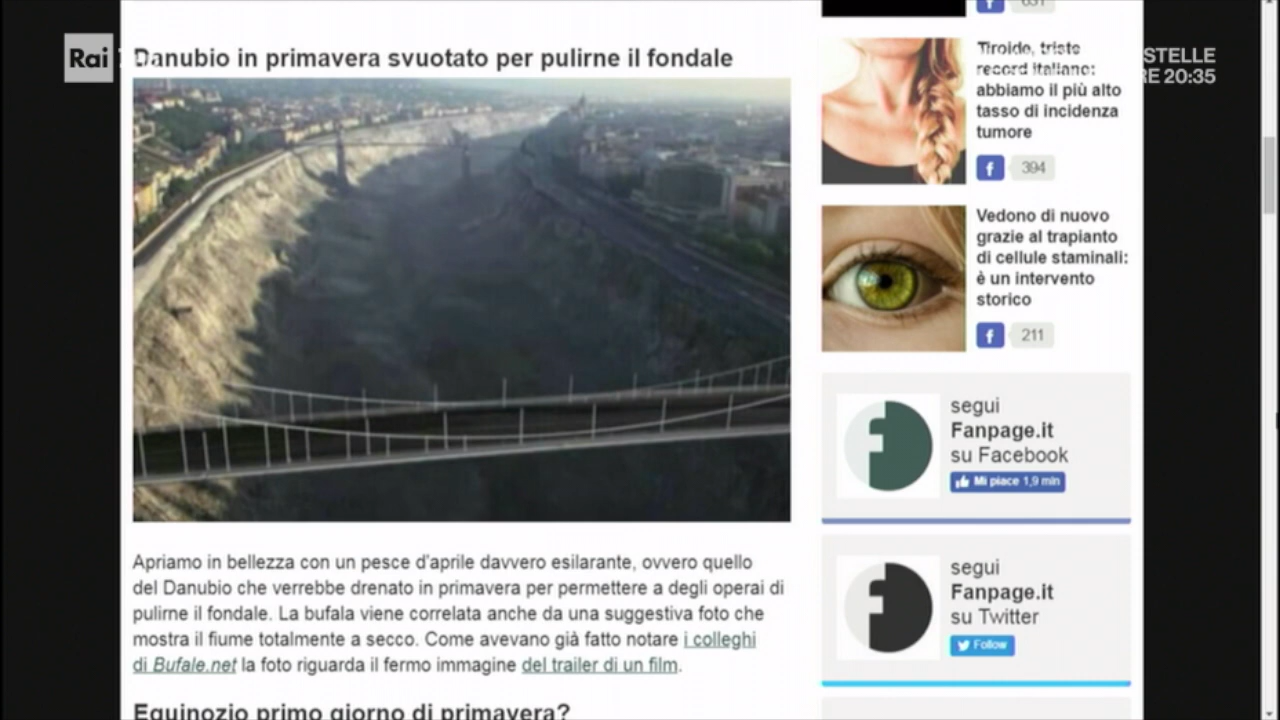 Rai
Danubio in primavera svuotato per pulirne il fondale
Apriamo in bellezza con un pesce d'aprile davvero esilarante, ovvero quello
del Danubio che verrebbe drenato in primavera per permettere a degli operai di
pulirne il fondale. La bufala viene correlata anche da una suggestiva foto che
mostra il fiume totalmente a secco. Come avevano già fatto notare i colleghi
di Bufale.net la foto riguarda il fermo immagine del trailer di un film.
Equinozio primo giorno di primavera?
STELLE
RE 20:35
Tiroide, triste
record italiano:
abbiamo il più alto
tasso di incidenza
tumore
394
Vedono di nuovo
grazie al trapianto
di cellule staminali:
è un intervento
storico
211
segui
Fanpage.it
su Facebook
Mi piace 1,9 mln
segui
Fanpage.it
su Twitter
Follow